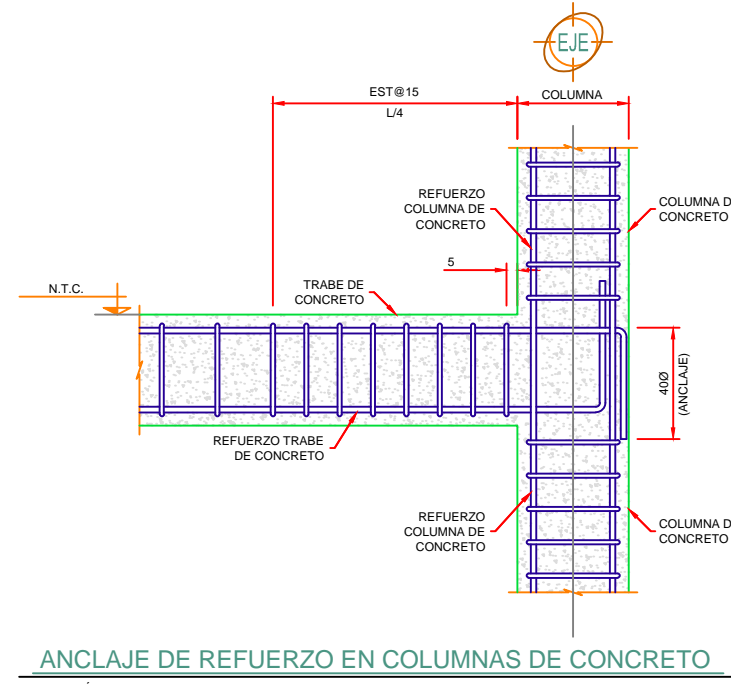 EJE
EST@15
L/4
COLUMNA
REFUERZO
COLUMNA DE
CONCRETO
COLUMNA D
CONCRETO
5
N.T.C.
TRABE DE
CONCRETO
40Ø
(ANCLAJE)
REFUERZO TRABE
DE CONCRETO
REFUERZO
COLUMNA DE
CONCRETO
COLUMNA D
CONCRETO
ANCLAJE DE REFUERZO EN COLUMNAS DE CONCRETO